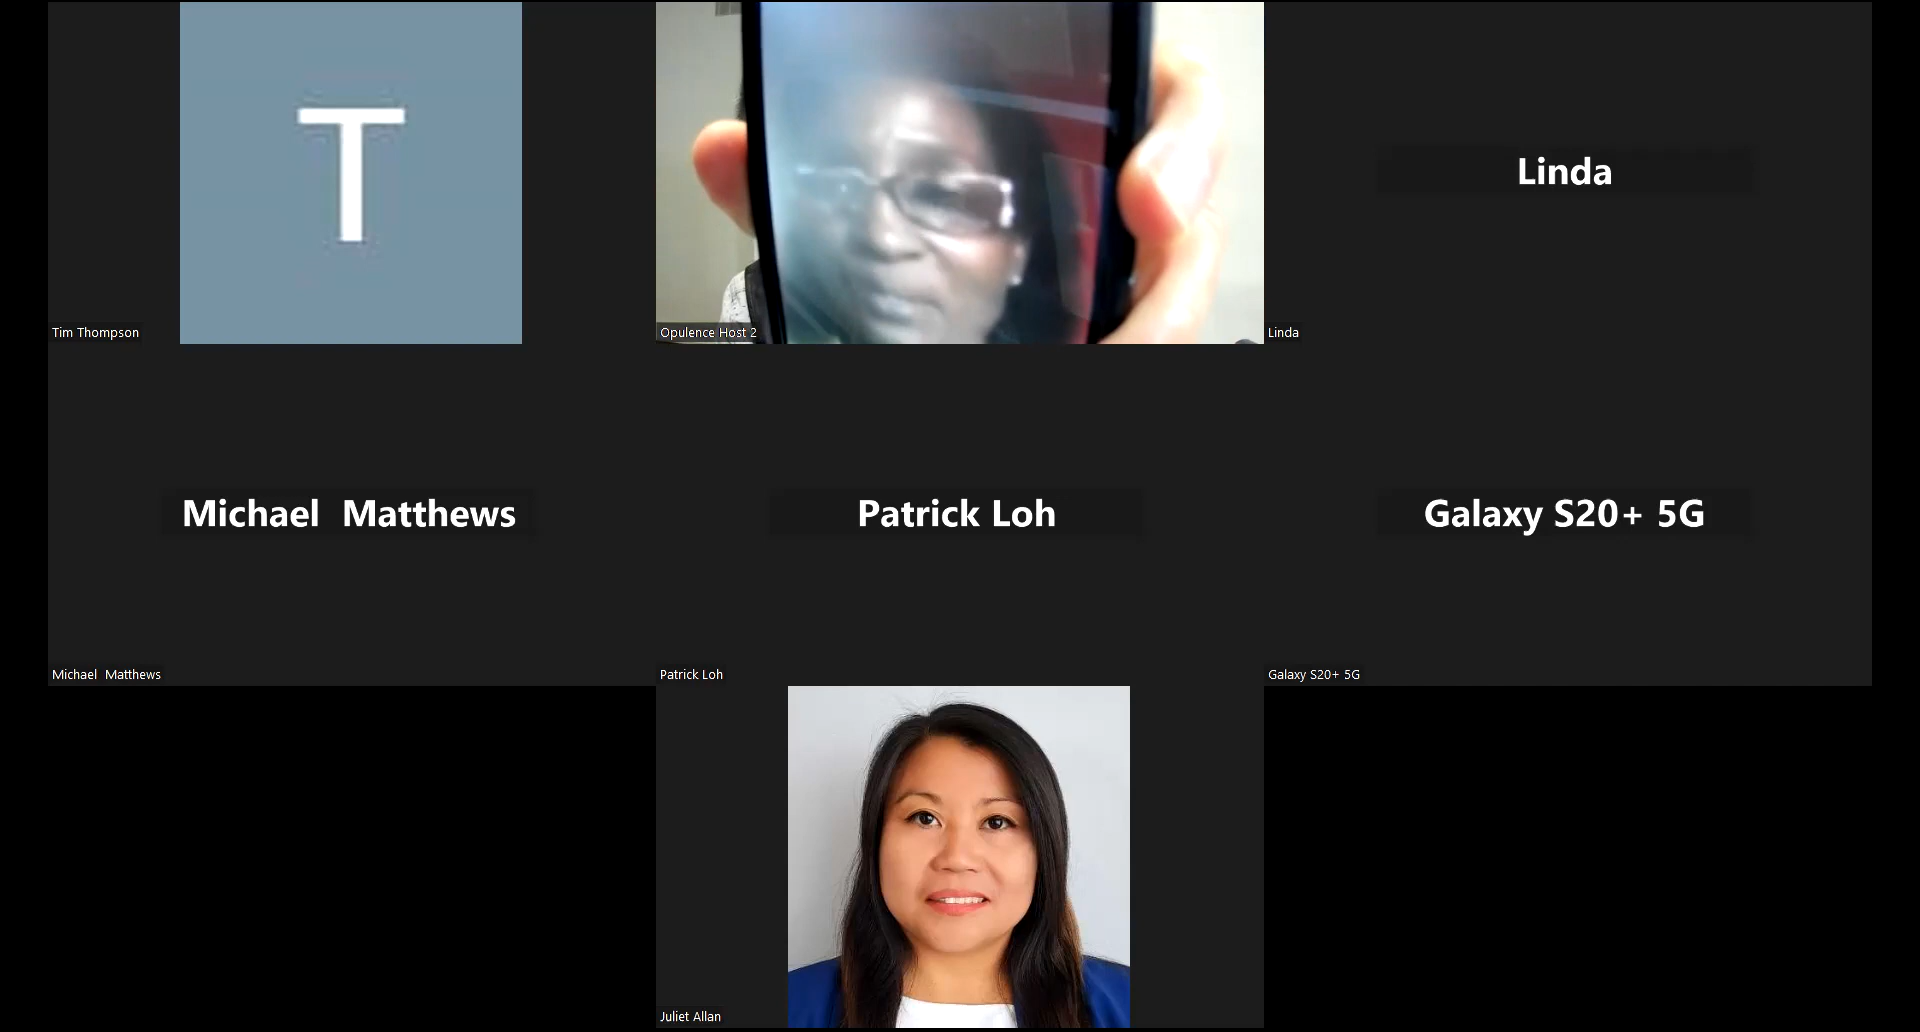 T
Tim Thompson
Opulence Host 2
Linda
Linda
Michael  Matthews
Patrick Loh
Galaxy S20+ 5G
Michael  Matthews
Patrick Loh
Galaxy S20+ 5G
Juliet Allan